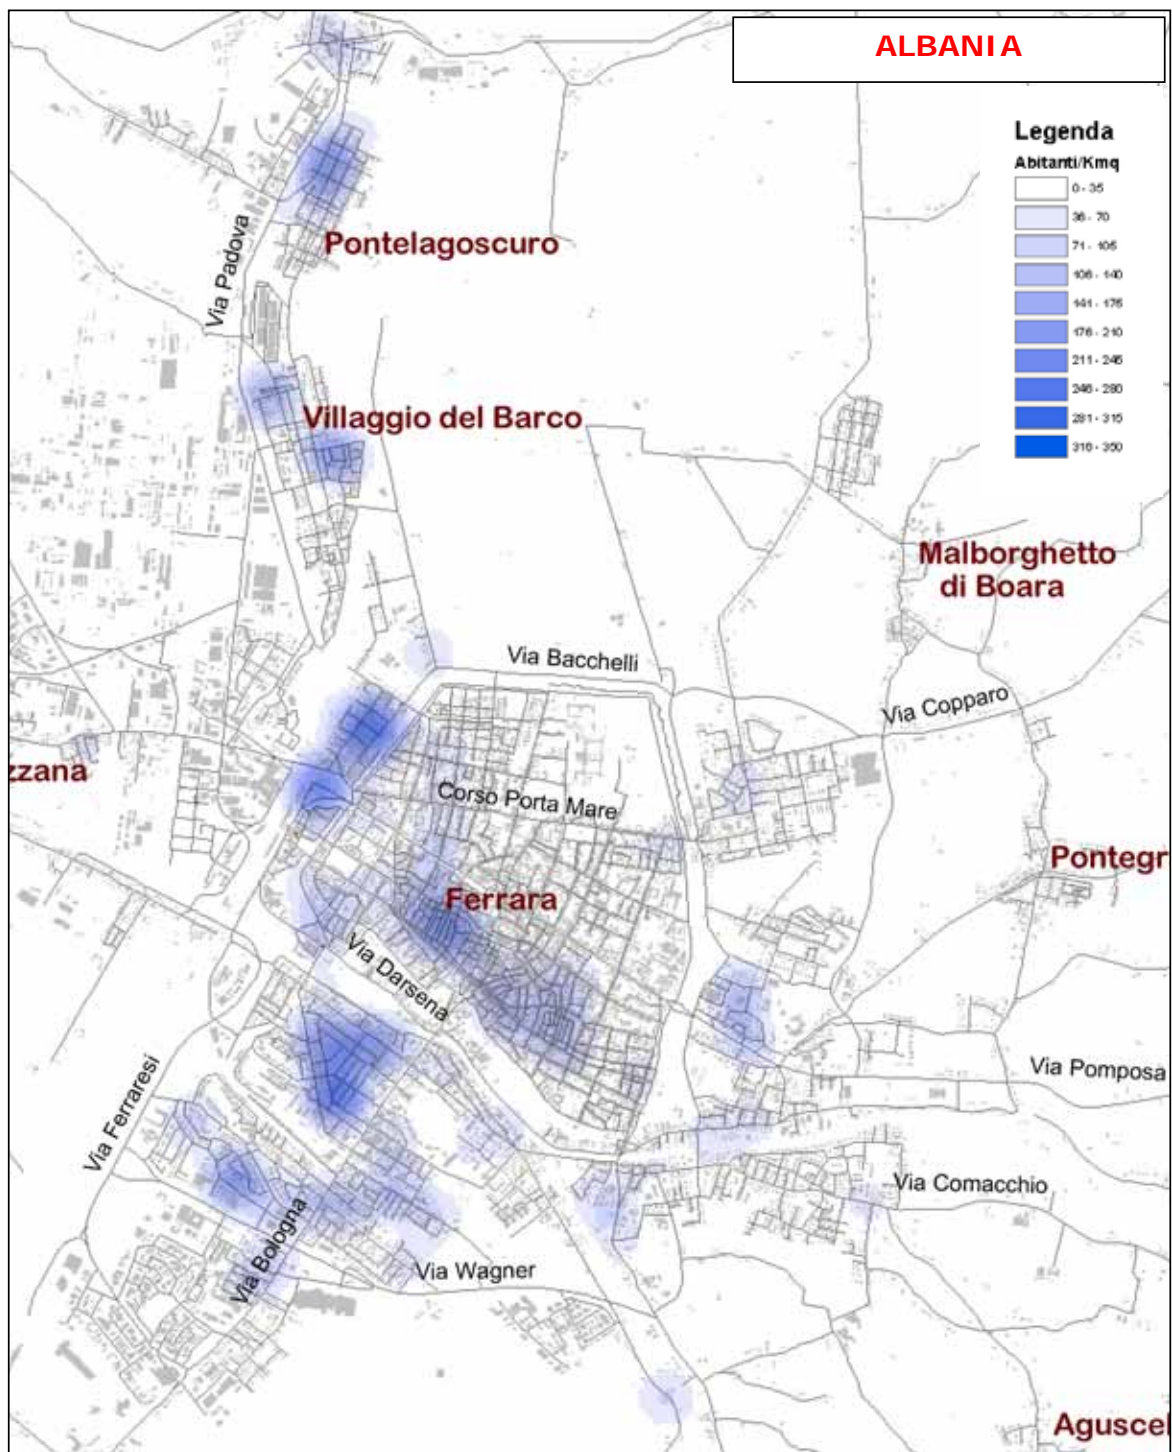 ALBANIA
Legenda
Abitanti/Kmq
0 - 35
36 - 70
71 - 105
106 - 140
141 - 175
176 - 210
211 - 245
246 - 280
281 - 315
316 - 350
Pontelagoscuro
Via Padova
Villaggio del Barco
Malborghetto
di Boara
Via Bacchelli
Via Copparo
zzana
Corso Porta Mare
Pontegr
Ferrara
Via Darsena
Via Pomposa
Via Ferraresi
Via Comacchio
Via Bologna
Via Wagner
Aguscel